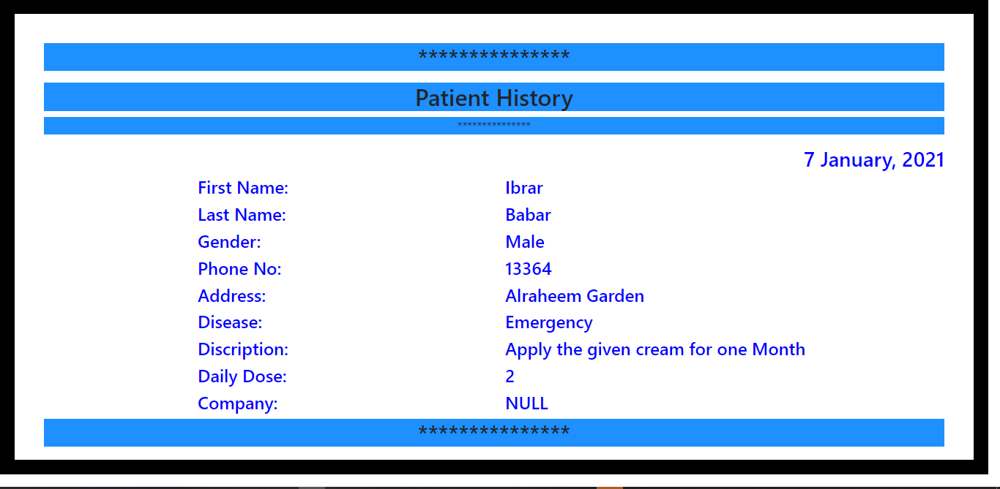 ***************
Patient History
***************
7 January, 2021
First Name: Ibrar
Last Name: Babar
Gender: Male
Phone No: 13364
Address: Alraheem Garden
Disease: Emergency
Discription: Apply the given cream for one Month
Daily Dose: 2
Company: NULL
***************